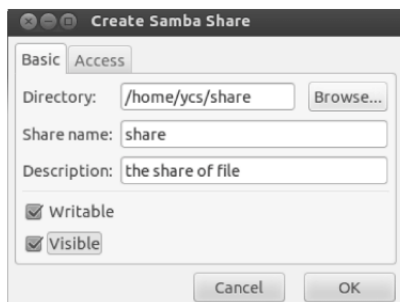 Create Samba Share
Basic Access
Directory: /home/ycs/share Browse...
Share name: share
Description: the share of file
Writable
Visible
Cancel OK